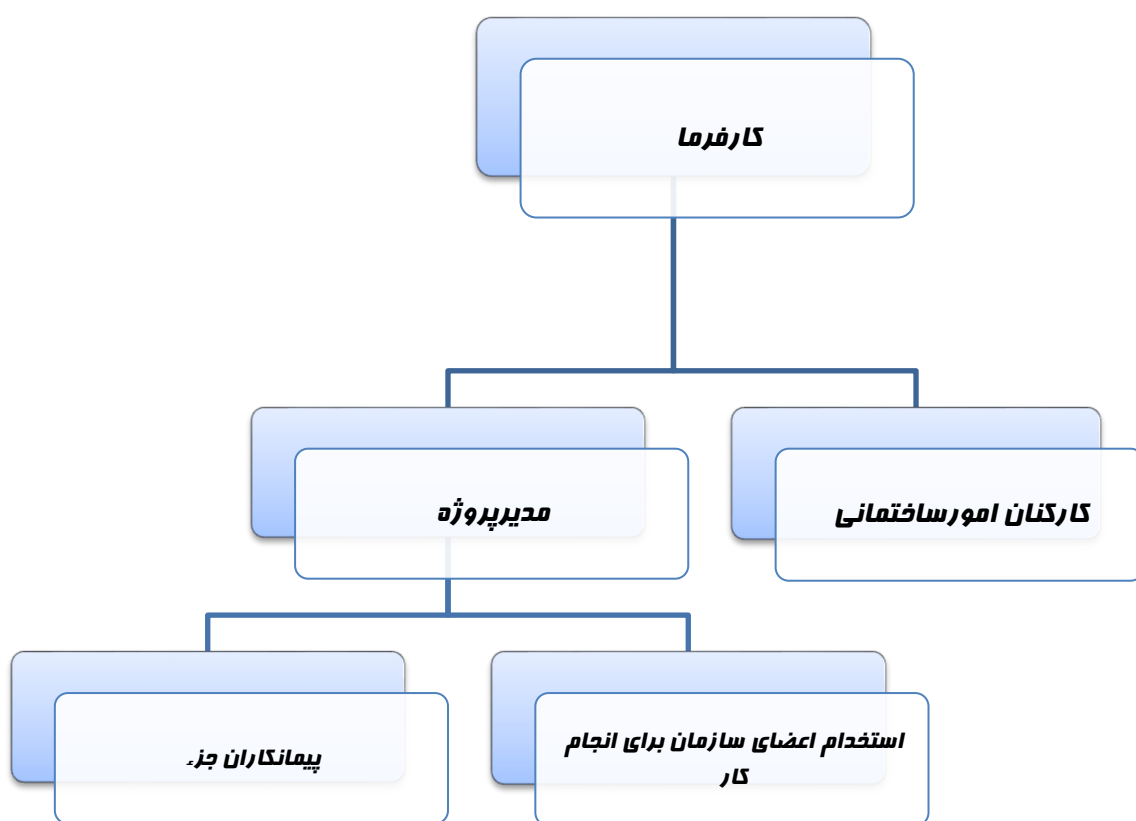 کارفرما
کارکنان امورساختمانی
مدیرپروژه
استخدام اعضای سازمان برای انجام
کار
پیمانکاران جزء